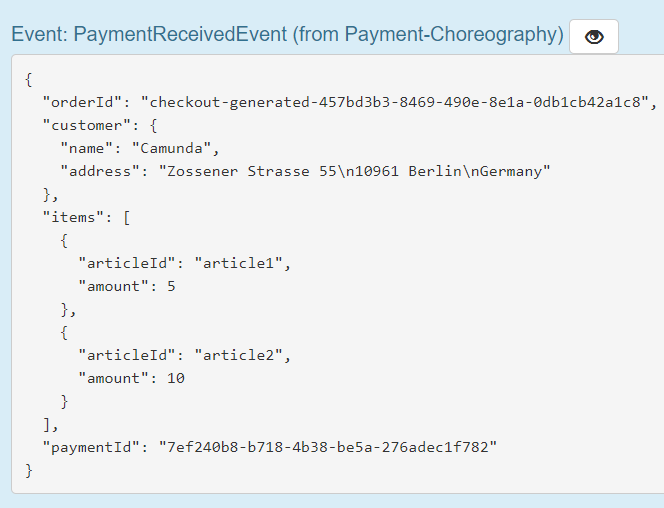 Event: PaymentReceivedEvent (from Payment-Choreography)
{
  "orderId": "checkout-generated-457bd3b3-8469-490e-8e1a-0db1cb42a1c8",
  "customer": {
    "name": "Camunda",
    "address": "Zossener Strasse 55\n10961 Berlin\nGermany"
  },
  "items": [
    {
      "articleId": "article1",
      "amount": 5
    },
    {
      "articleId": "article2",
      "amount": 10
    }
  ],
  "paymentId": "7ef240b8-b718-4b38-be5a-276adec1f782"
}